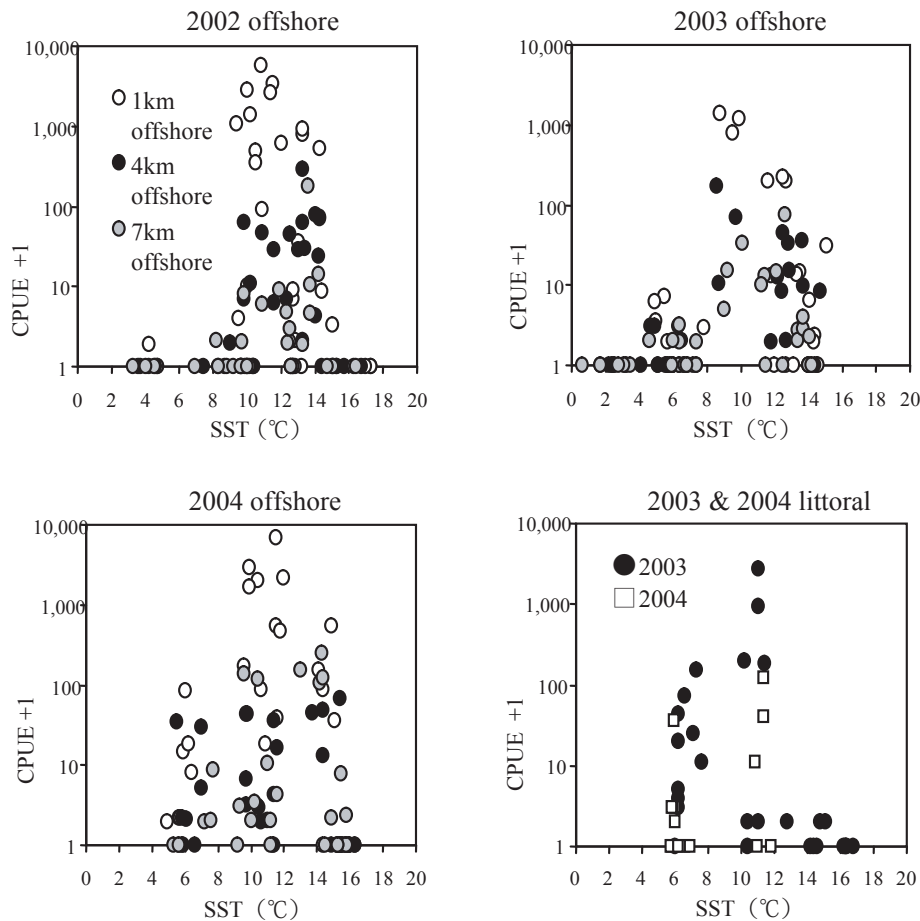 2002 offshore
10,000
1,000
100
10
1
CPUE +1
1km
offshore
4km
offshore
7km
offshore
0 2 4 6 8 10 12 14 16 18 20
SST (℃)
2003 offshore
10,000
1,000
100
10
1
CPUE +1
0 2 4 6 8 10 12 14 16 18 20
SST (℃)
2004 offshore
10,000
1,000
100
10
1
CPUE +1
0 2 4 6 8 10 12 14 16 18 20
SST (℃)
2003 & 2004 littoral
10,000
1,000
100
10
1
CPUE +1
2003
2004
0 2 4 6 8 10 12 14 16 18 20
SST (℃)